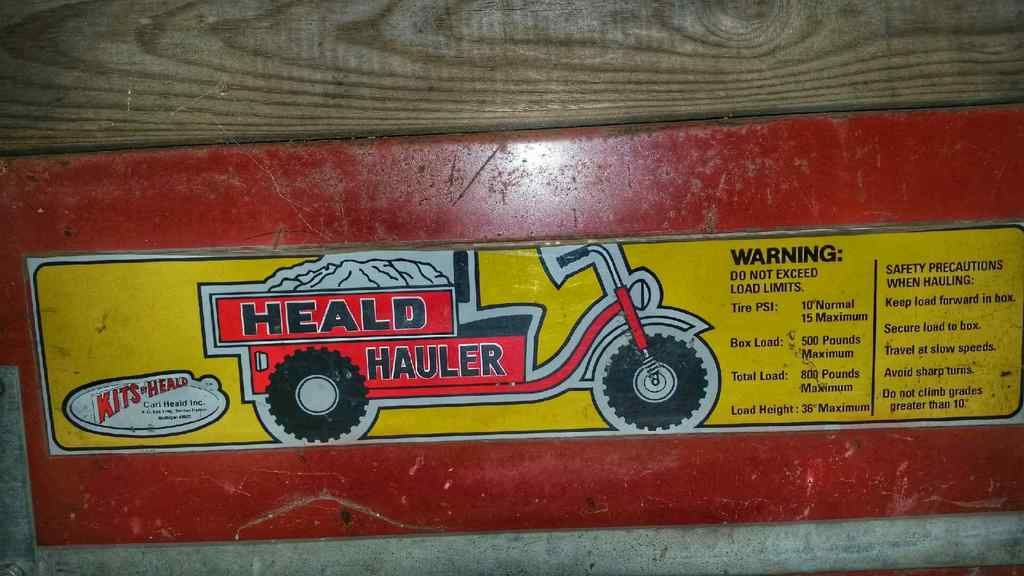 HEALD
HAULER
KITS BY HEALD
Carl Heald Inc.
WARNING:
DO NOT EXCEED
LOAD LIMITS.
Tire PSI: 10 Normal
15 Maximum
Box Load: 500 Pounds
Maximum
Total Load: 800 Pounds
Maximum
Load Height: 36" Maximum
SAFETY PRECAUTIONS
WHEN HAULING:
Keep load forward in box.
Secure load to box.
Travel at slow speeds.
Avoid sharp turns.
Do not climb grades
greater than 10.